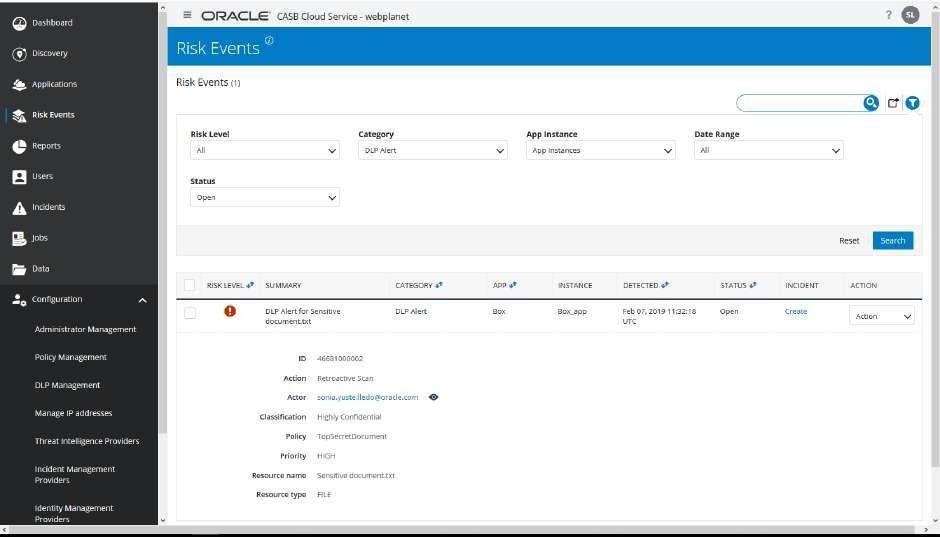 Dashboard
Discovery
Applications
Risk Events
Reports
Users
Incidents
Jobs
Data
Configuration
Administrator Management
Policy Management
DLP Management
Manage IP addresses
Threat Intelligence Providers
Incident Management
Providers
Identity Management
Providers
ORACLE® CASB Cloud Service - webplanet
? SL
Risk Events
Risk Events (1)
Risk Level Category App Instance Date Range
All DLP Alert App Instances All
Status
Open
Reset Search
RISK LEVEL SUMMARY CATEGORY APP INSTANCE DETECTED STATUS INCIDENT ACTION
DLP Alert for Sensitive DLP Alert Box Box_app Feb 07, 2019 11:32:18 Open Create Action
document.txt UTC
ID 46681000002
Action Retroactive Scan
Actor sonia.yuste.lledo@oracle.com
Classification Highly Confidential
Policy TopSecretDocument
Priority HIGH
Resource name Sensitive document.txt
Resource type FILE